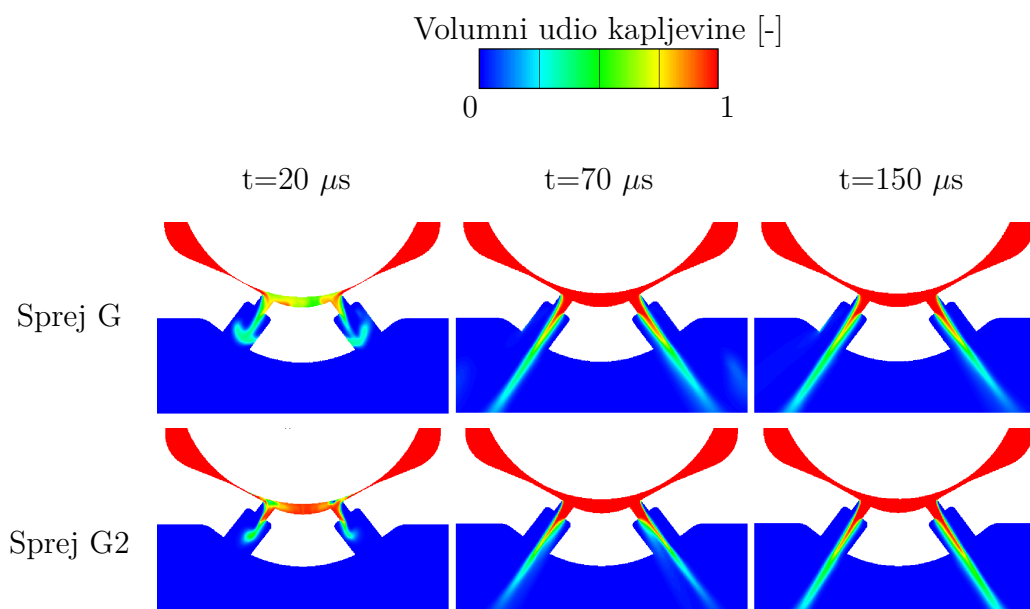 Volumni udio kapljevine [-]
0 1
t=20 μs t=70 μs t=150 μs
Sprej G
Sprej G2